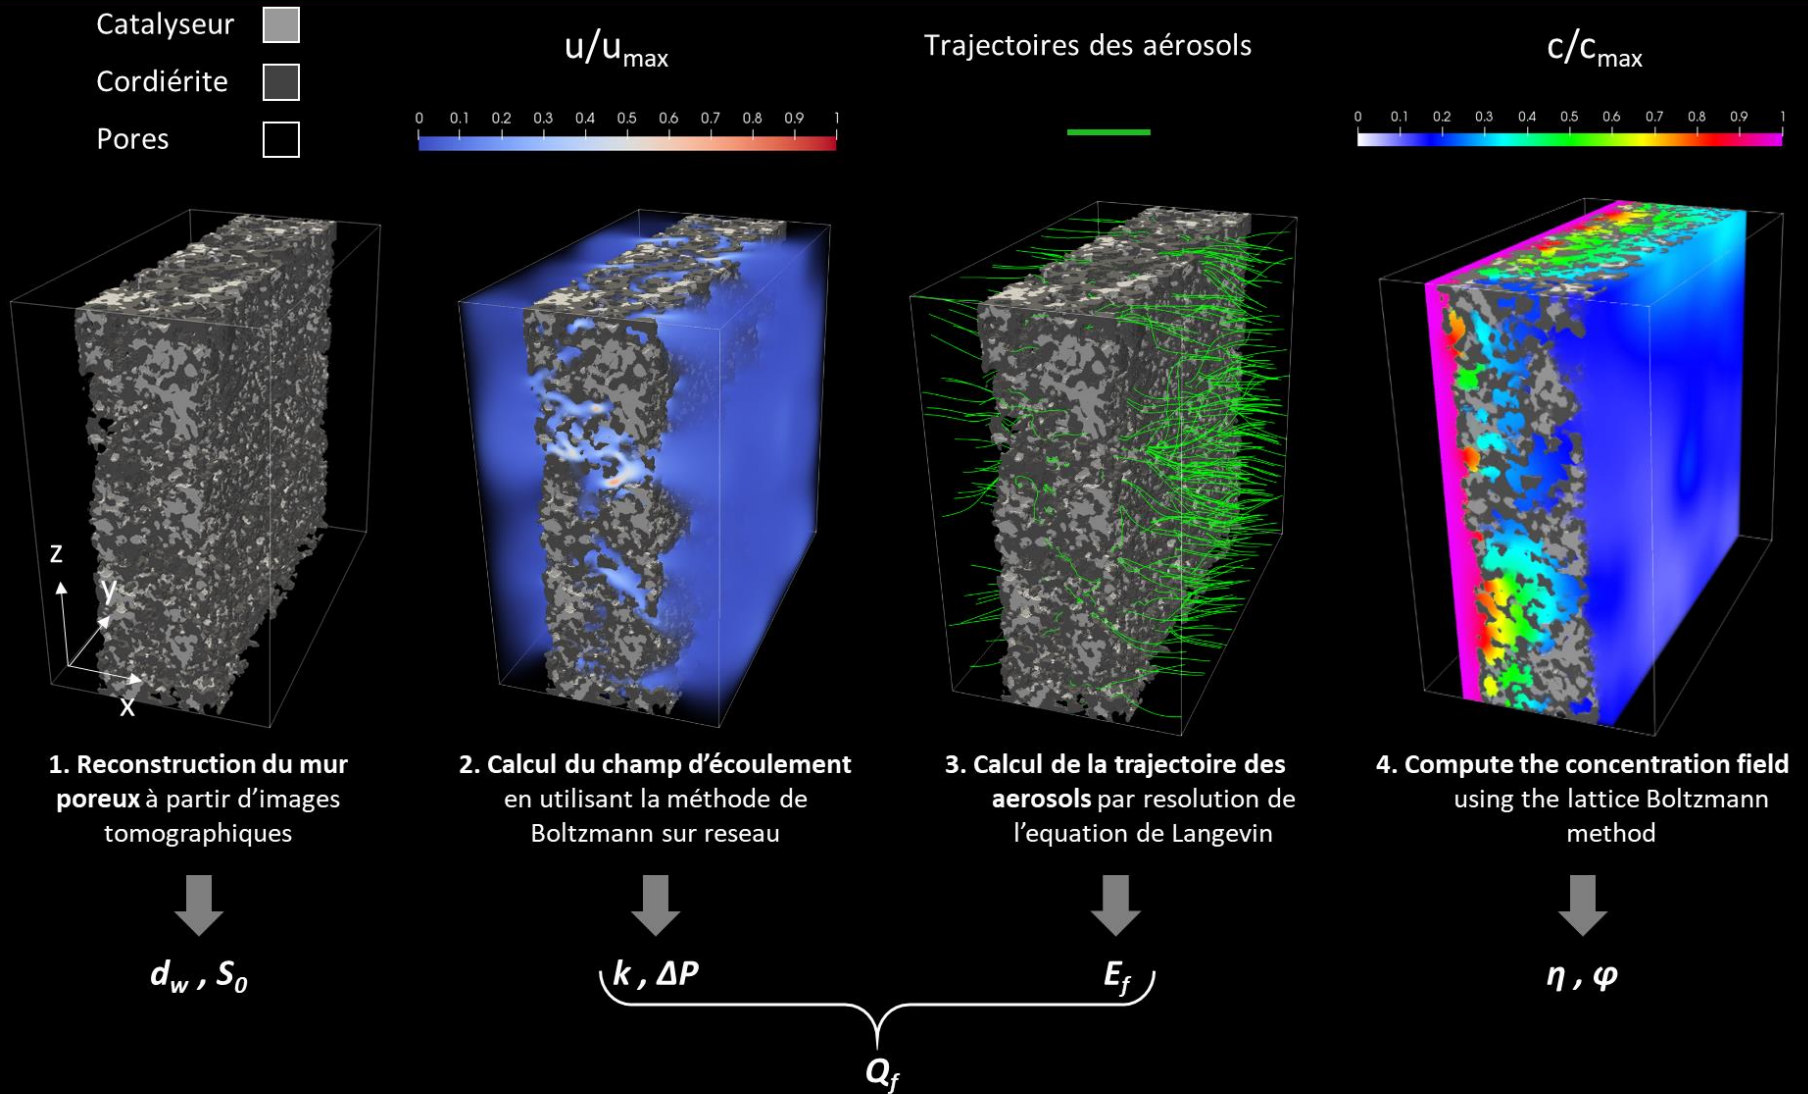 Catalyseur
Cordiérite
Pores
u/umax
0 0.1 0.2 0.3 0.4 0.5 0.6 0.7 0.8 0.9 1
Trajectoires des aérosols
c/cmax
0 0.1 0.2 0.3 0.4 0.5 0.6 0.7 0.8 0.9 1
z
y
x
1. Reconstruction du mur
poreux à partir d’images
tomographiques
2. Calcul du champ d’écoulement
en utilisant la méthode de
Boltzmann sur reseau
3. Calcul de la trajectoire des
aerosols par resolution de
l’equation de Langevin
4. Compute the concentration field
using the lattice Boltzmann
method
dw , S0
k , ΔP
Ef
η , φ
Qf